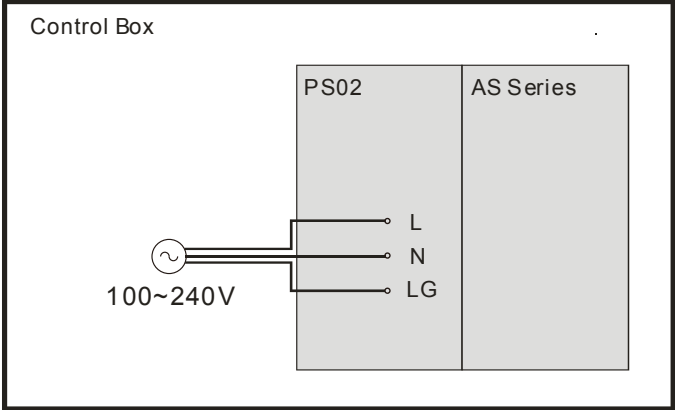 Control Box
PS02
AS Series
L
N
LG
100~240V